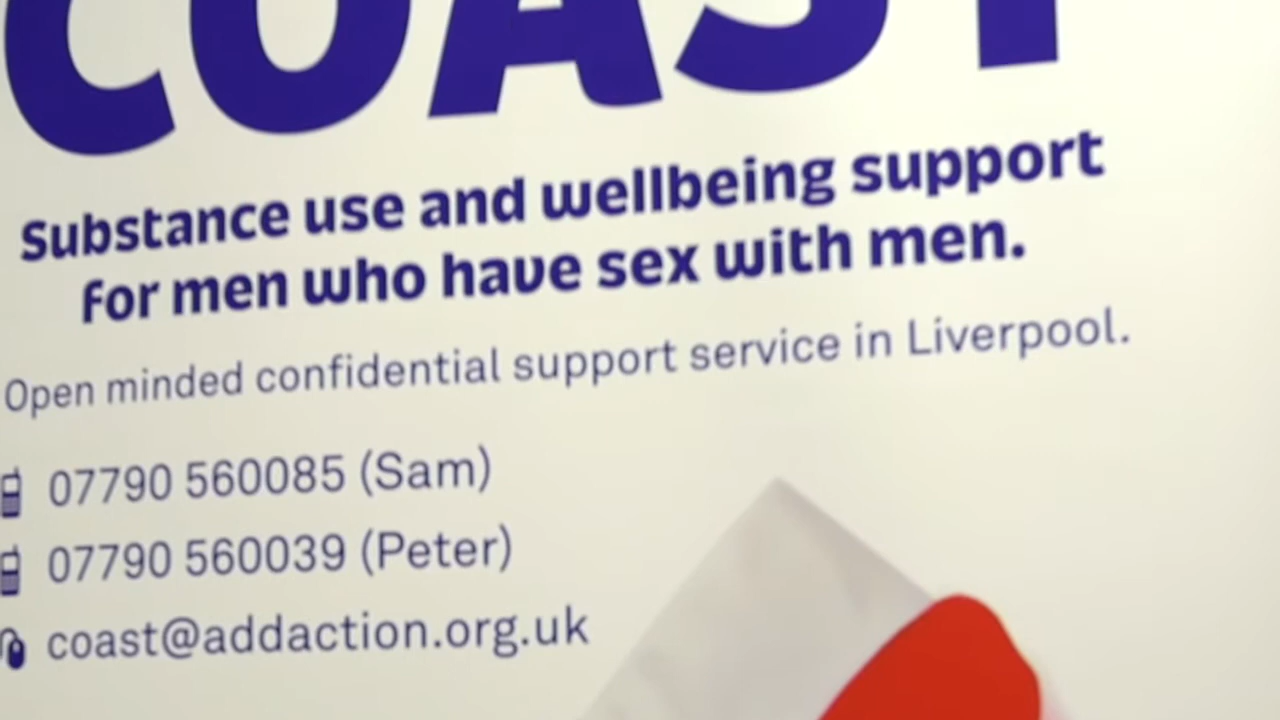 COAST
Substance use and wellbeing support
for men who have sex with men.
Open minded confidential support service in Liverpool.
07790 560085 (Sam)
07790 560039 (Peter)
coast@addaction.org.uk